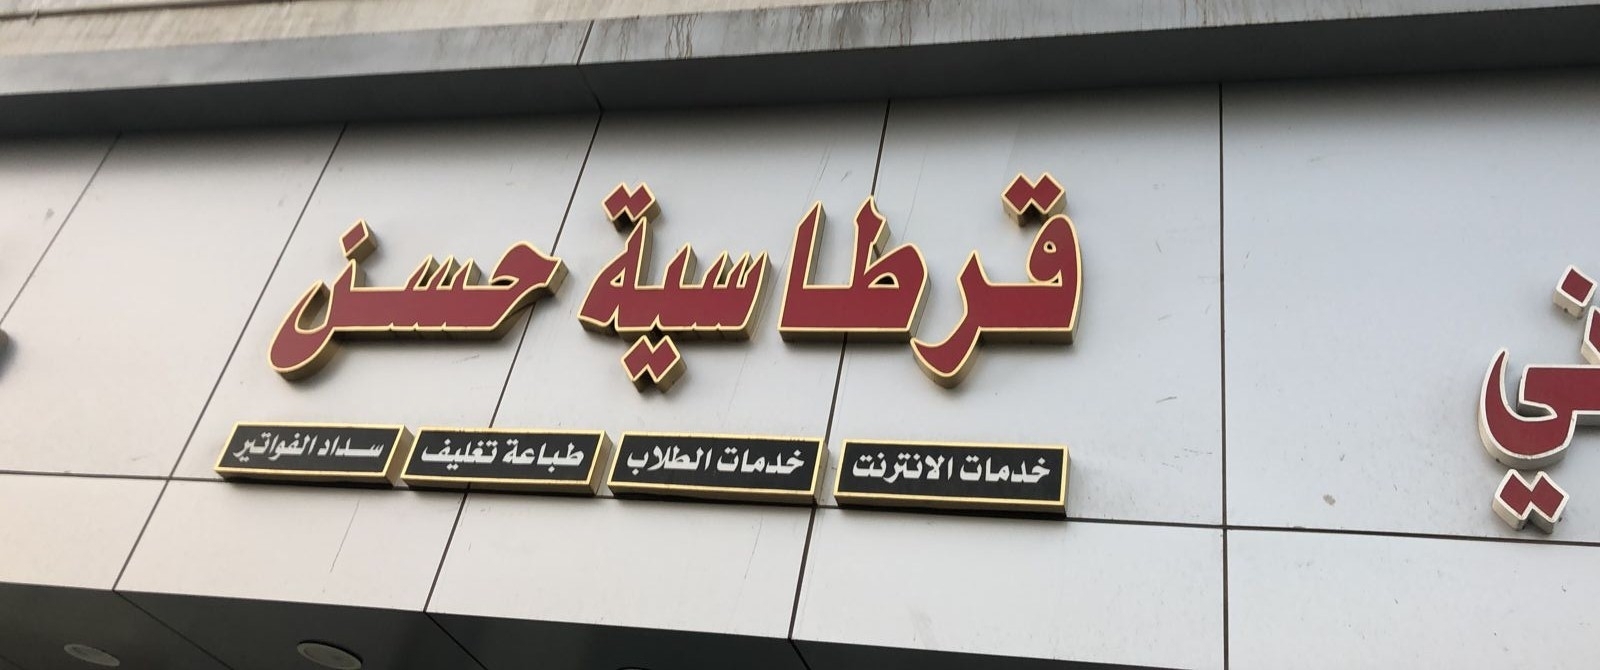 قرطاسية حسن
خدمات الانترنت
خدمات الطلاب
طباعة تغليف
سداد الفواتير